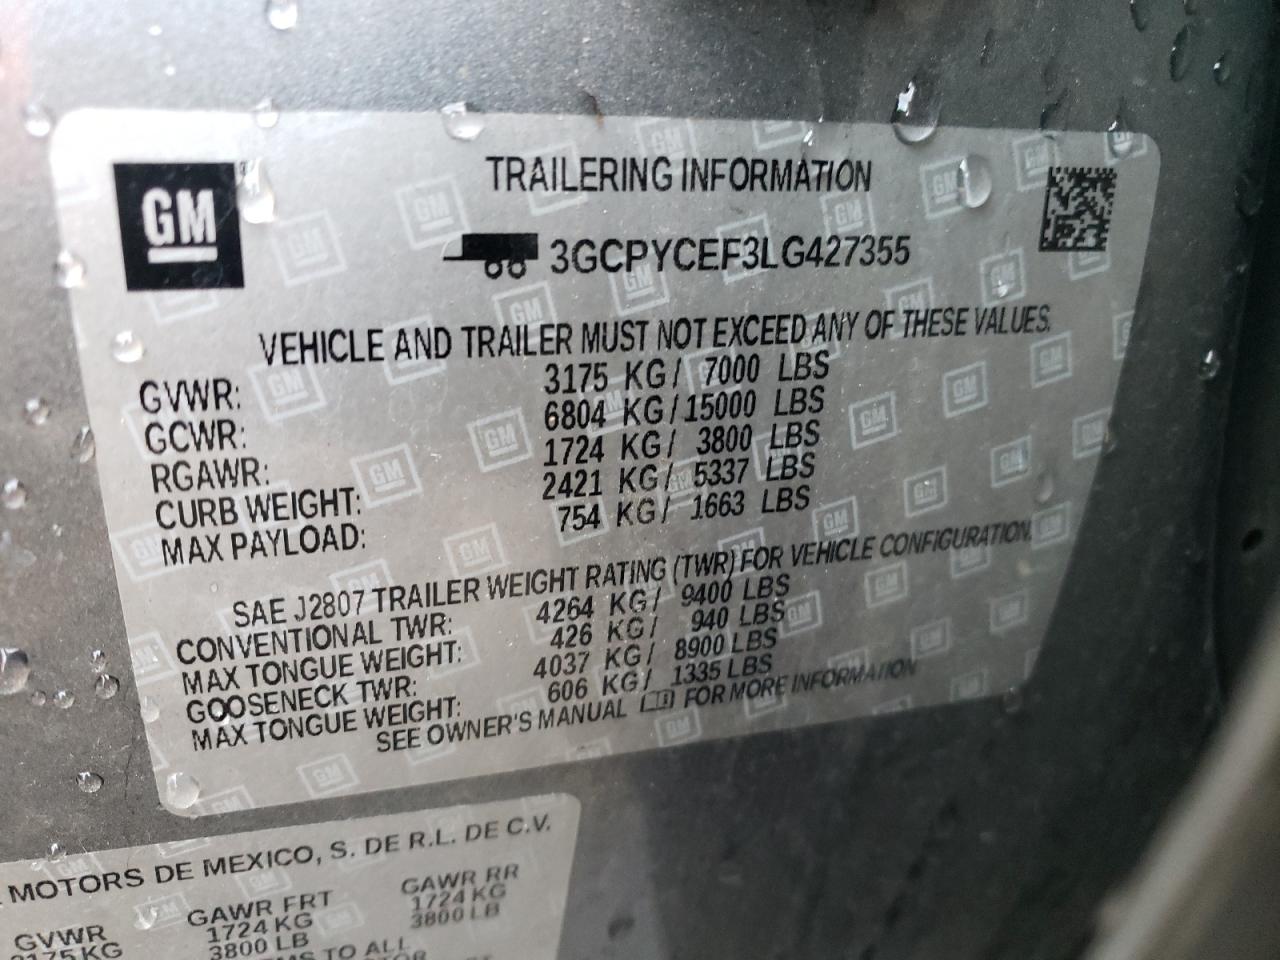 GM
TRAILERING INFORMATION
3GCPYCEF3LG427355
VEHICLE AND TRAILER MUST NOT EXCEED ANY OF THESE VALUES.
GVWR: 3175 KG/ 7000 LBS
GCWR: 6804 KG/15000 LBS
RGAWR: 1724 KG/ 3800 LBS
CURB WEIGHT: 2421 KG/ 5337 LBS
MAX PAYLOAD: 754 KG/ 1663 LBS
SAE J2807 TRAILER WEIGHT RATING (TWR) FOR VEHICLE CONFIGURATION.
CONVENTIONAL TWR: 4264 KG/ 9400 LBS
MAX TONGUE WEIGHT: 426 KG/ 940 LBS
GOOSENECK TWR: 4037 KG/ 8900 LBS
MAX TONGUE WEIGHT: 606 KG/ 1335 LBS
SEE OWNER'S MANUAL FOR MORE INFORMATION
MOTORS DE MEXICO, S. DE R.L. DE C.V.
GVWR GAWR FRT GAWR RR
3175 KG 1724 KG 1724 KG
3800 LB 3800 LB
TO ALL